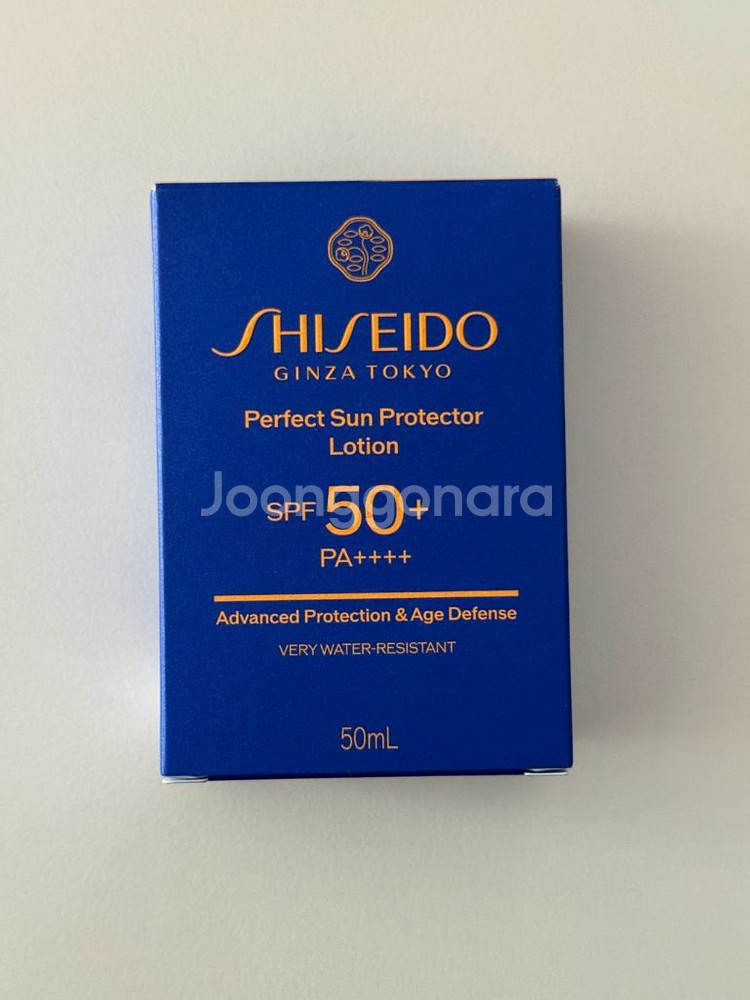 SHISEIDO
GINZA TOKYO
Perfect Sun Protector
Lotion
Joonggonara
SPF 50+
PA++++
Advanced Protection & Age Defense
VERY WATER-RESISTANT
50mL